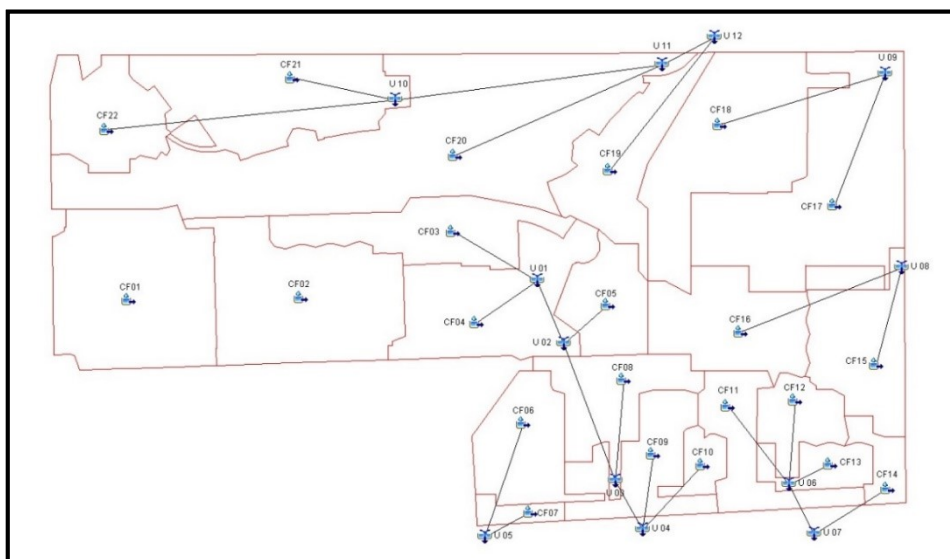 U 12
U 11
U 09
CF21
U 10
CF22
CF18
CF20
CF19
CF17
CF03
U 08
U 01
CF01
CF02
CF05
CF04
CF16
U 02
CF15
CF08
CF11
CF12
CF06
CF09
CF10
CF13
U 03
U 06
CF14
CF07
U 04
U 05
U 07